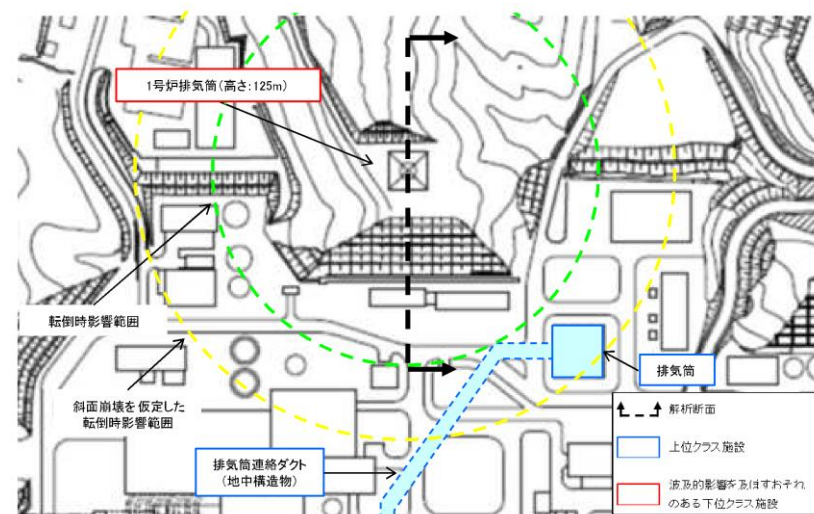 1号炉排気筒(高さ:125m)
転倒時影響範囲
斜面崩壊を仮定した
転倒時影響範囲
排気筒連絡ダクト
(地中構造物)
排気筒
解析断面
上位クラス施設
波及的影響を及ぼすおそれ
のある下位クラス施設